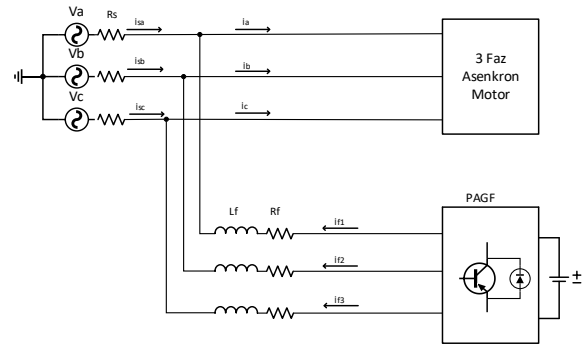 Va
Rs
isa
ia
Vb
isb
ib
Vc
isc
ic
3 Faz
Asenkron
Motor
PAGF
Lf
Rf
if1
if2
if3
±